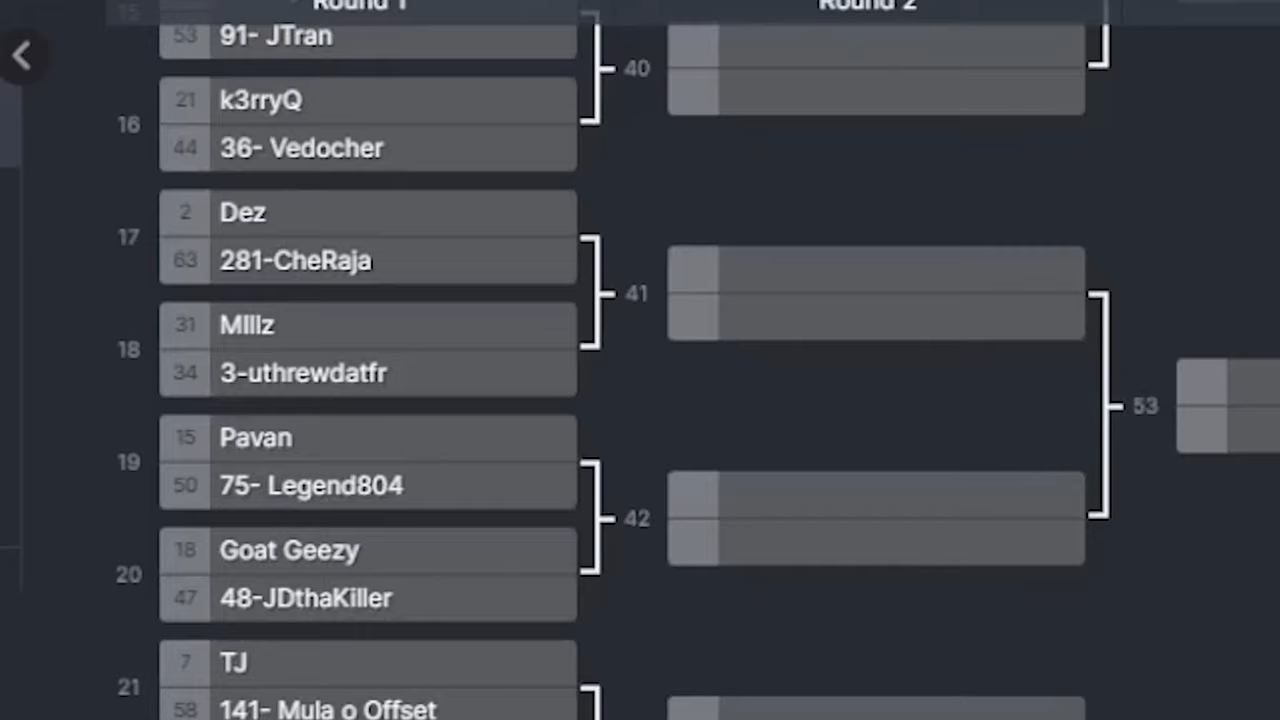 Round 1
Round 2
15
53 91- JTran
40
16
21 k3rryQ
44 36- Vedocher
17
2 Dez
63 281-CheRaja
41
18
31 MIIIz
34 3-uthrewdatfr
53
19
15 Pavan
50 75- Legend804
42
20
18 Goat Geezy
47 48-JDthaKiller
21
7 TJ
58 141- Mula o Offset